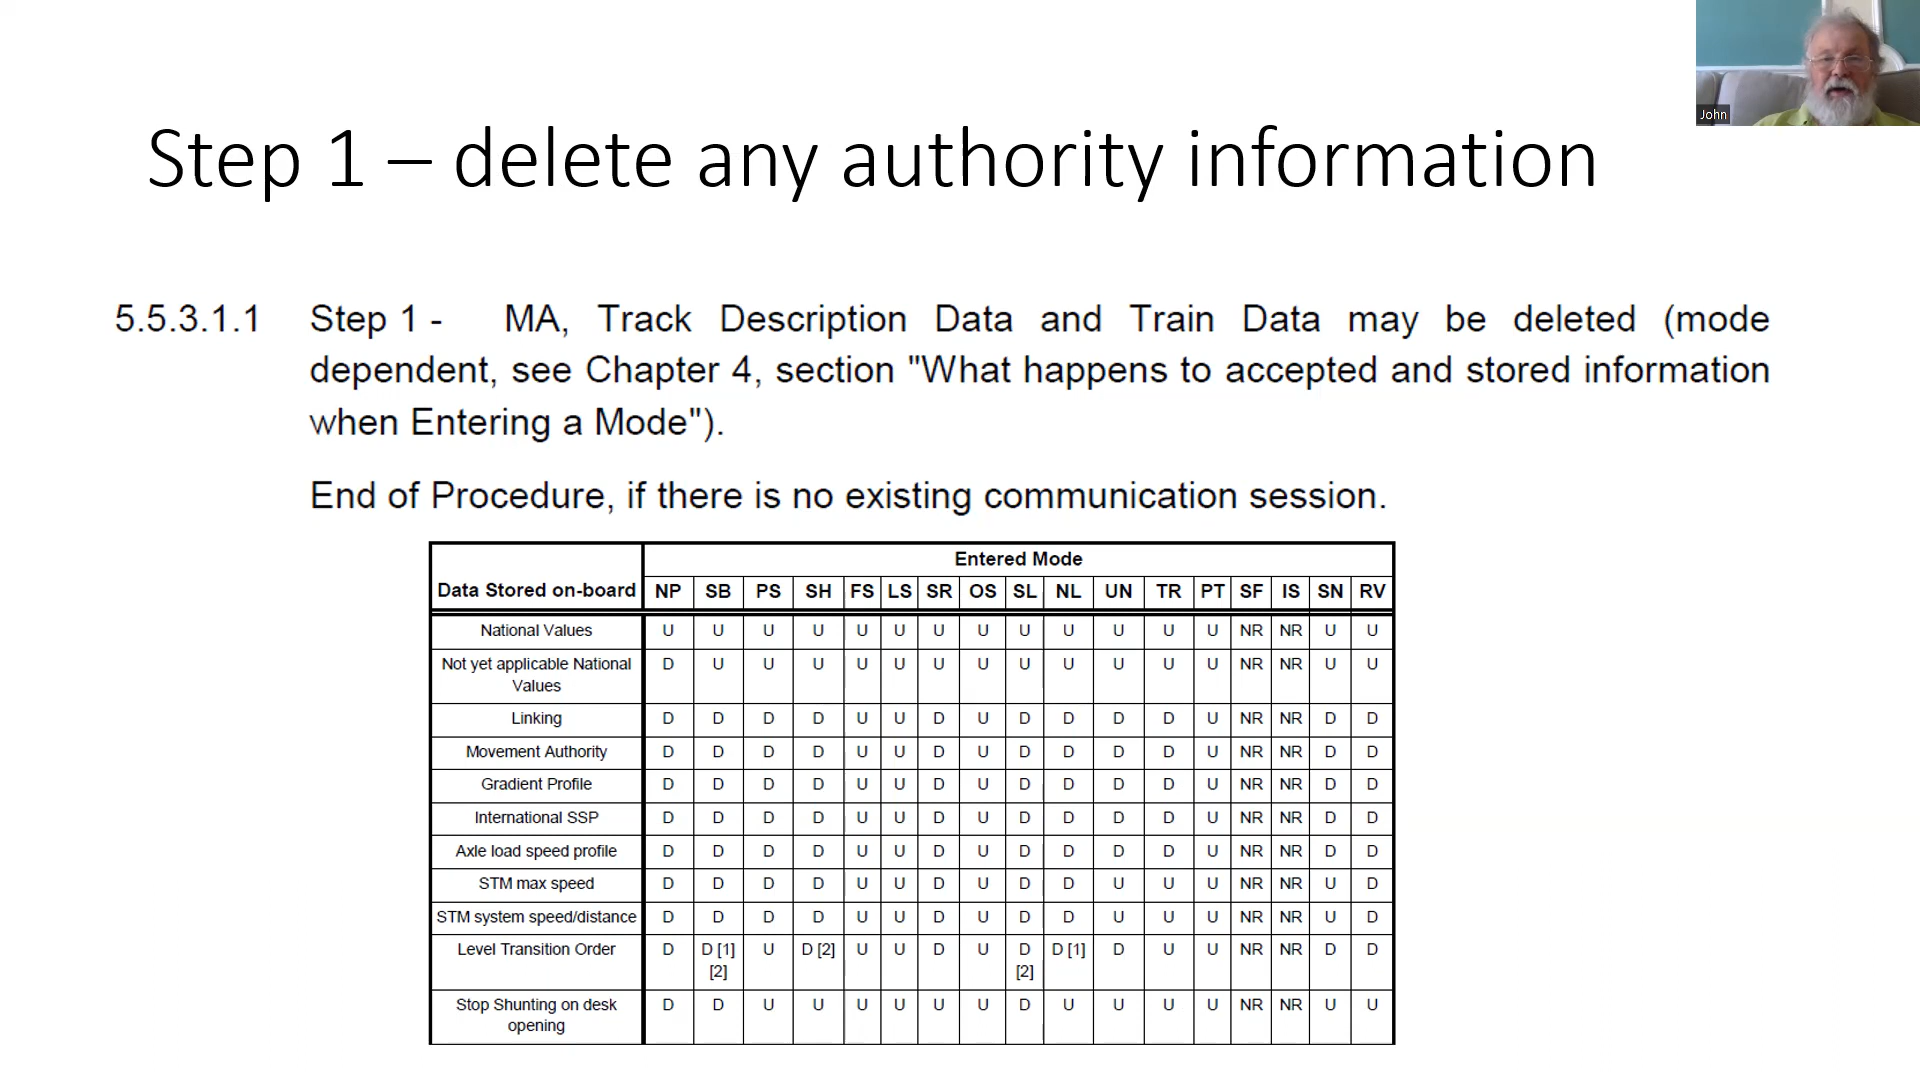 John
Step 1 – delete any authority information
5.5.3.1.1 Step 1 - MA, Track Description Data and Train Data may be deleted (mode
dependent, see Chapter 4, section "What happens to accepted and stored information
when Entering a Mode").
End of Procedure, if there is no existing communication session.
Entered Mode
Data Stored on-board NP SB PS SH FS LS SR OS SL NL UN TR PT SF IS SN RV
National Values U U U U U U U U U U U U U NR NR U U
Not yet applicable National D U U U U U U U U U U U U NR NR U U
Values
Linking D D D D U U D U D D D D U NR NR D D
Movement Authority D D D D U U D U D D D D U NR NR D D
Gradient Profile D D D D U U D U D D D D U NR NR D D
International SSP D D D D U U D U D D D D U NR NR D D
Axle load speed profile D D D D U U D U D D D D U NR NR D D
STM max speed D D D D U U D U D D U U U NR NR U D
STM system speed/distance D D D D U U D U D D U U U NR NR U D
Level Transition Order D D [1] U D [2] U U D U D D [1] D U U NR NR D D
[2] [2]
Stop Shunting on desk D D U U U U U U D U U U U NR NR U U
opening